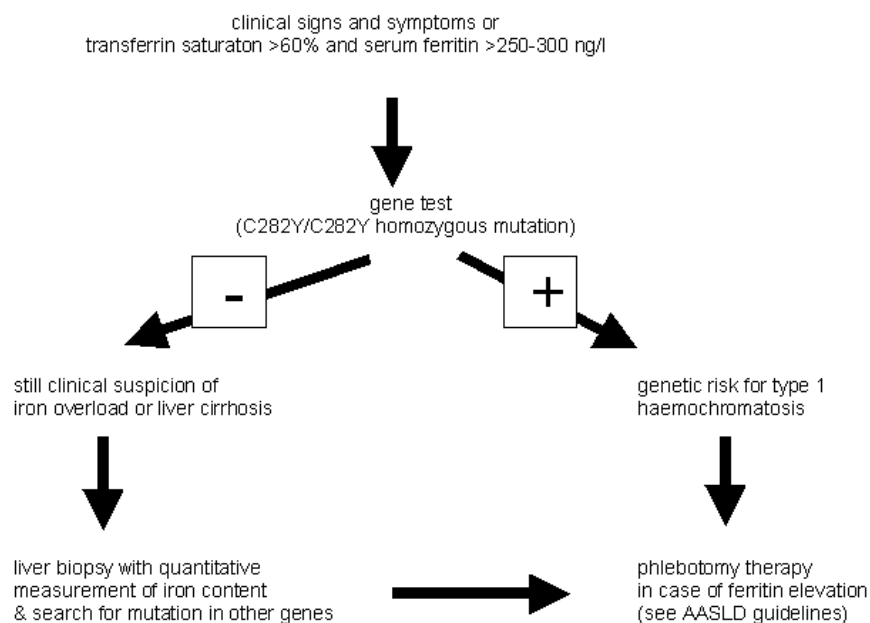 clinical signs and symptoms or
transferrin saturaton >60% and serum ferritin >250-300 ng/l
gene test
(C282Y/C282Y homozygous mutation)
-
+
still clinical suspicion of
iron overload or liver cirrhosis
genetic risk for type 1
haemochromatosis
liver biopsy with quantitative
measurement of iron content
& search for mutation in other genes
phlebotomy therapy
in case of ferritin elevation
(see AASLD guidelines)